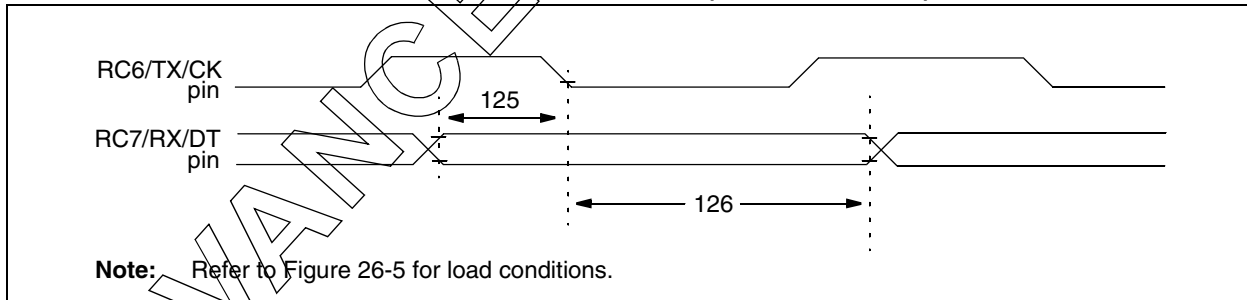 RC6/TX/CK
pin
125
RC7/RX/DT
pin
126
Note: Refer to Figure 26-5 for load conditions.